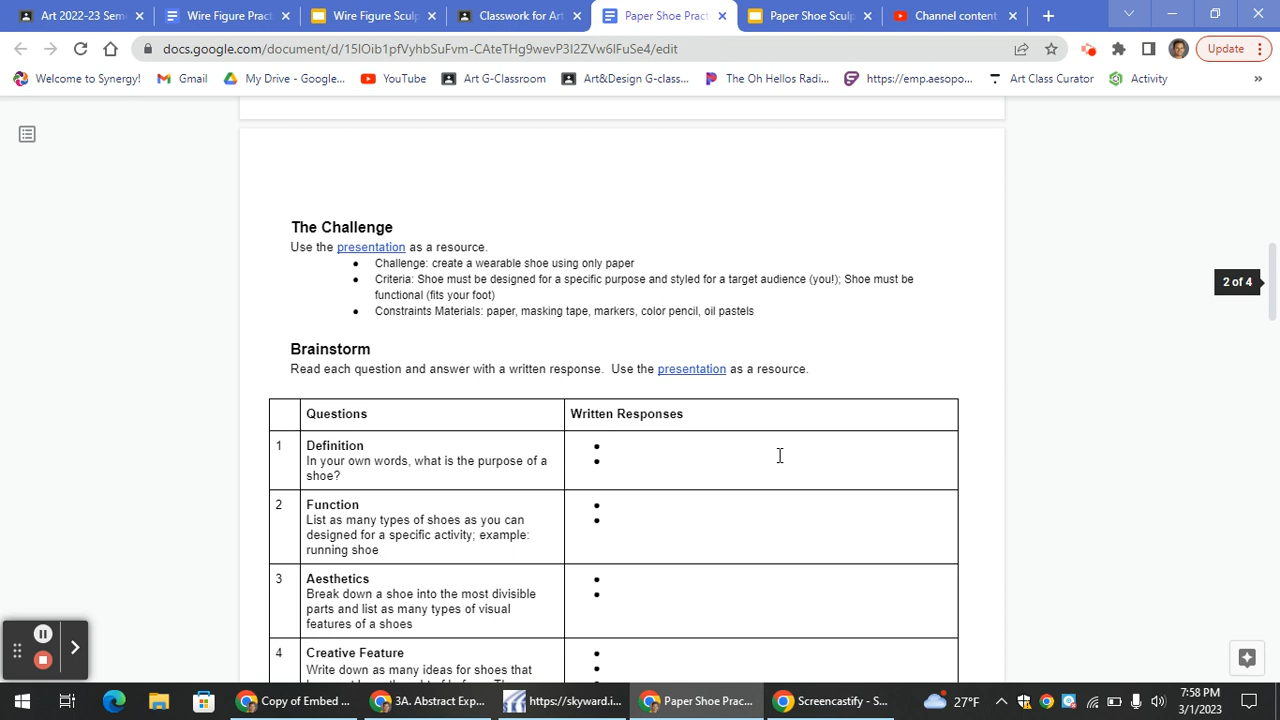 Art 2022-23 Sem
Wire Figure Pract
Wire Figure Sculp
Classwork for Art
Paper Shoe Practi
Paper Shoe Sculp
Channel content
docs.google.com/document/d/15IOib1pfVyhbSuFvm-CAteTHg9wevP3I2ZVw6IFuSe4/edit
Update
Welcome to Synergy!
Gmail
My Drive - Google...
YouTube
Art G-Classroom
Art&Design G-class...
The Oh Hellos Radi...
https://empaesopo...
Art Class Curator
Activity
»
The Challenge
Use the presentation as a resource.
● Challenge: create a wearable shoe using only paper
● Criteria: Shoe must be designed for a specific purpose and styled for a target audience (you!); Shoe must be
functional (fits your foot)
● Constraints Materials: paper, masking tape, markers, color pencil, oil pastels
2 of 4
Brainstorm
Read each question and answer with a written response. Use the presentation as a resource.
Questions Written Responses
1 Definition
In your own words, what is the purpose of a
shoe?
2 Function
List as many types of shoes as you can
designed for a specific activity; example:
running shoe
3 Aesthetics
Break down a shoe into the most divisible
parts and list as many types of visual
features of a shoes
4 Creative Feature
Write down as many ideas for shoes that
Copy of Embed ...
3A. Abstract Exp...
https://skyward.i...
Paper Shoe Prac...
Screencastify - S...
27°F
7:58 PM
3/1/2023